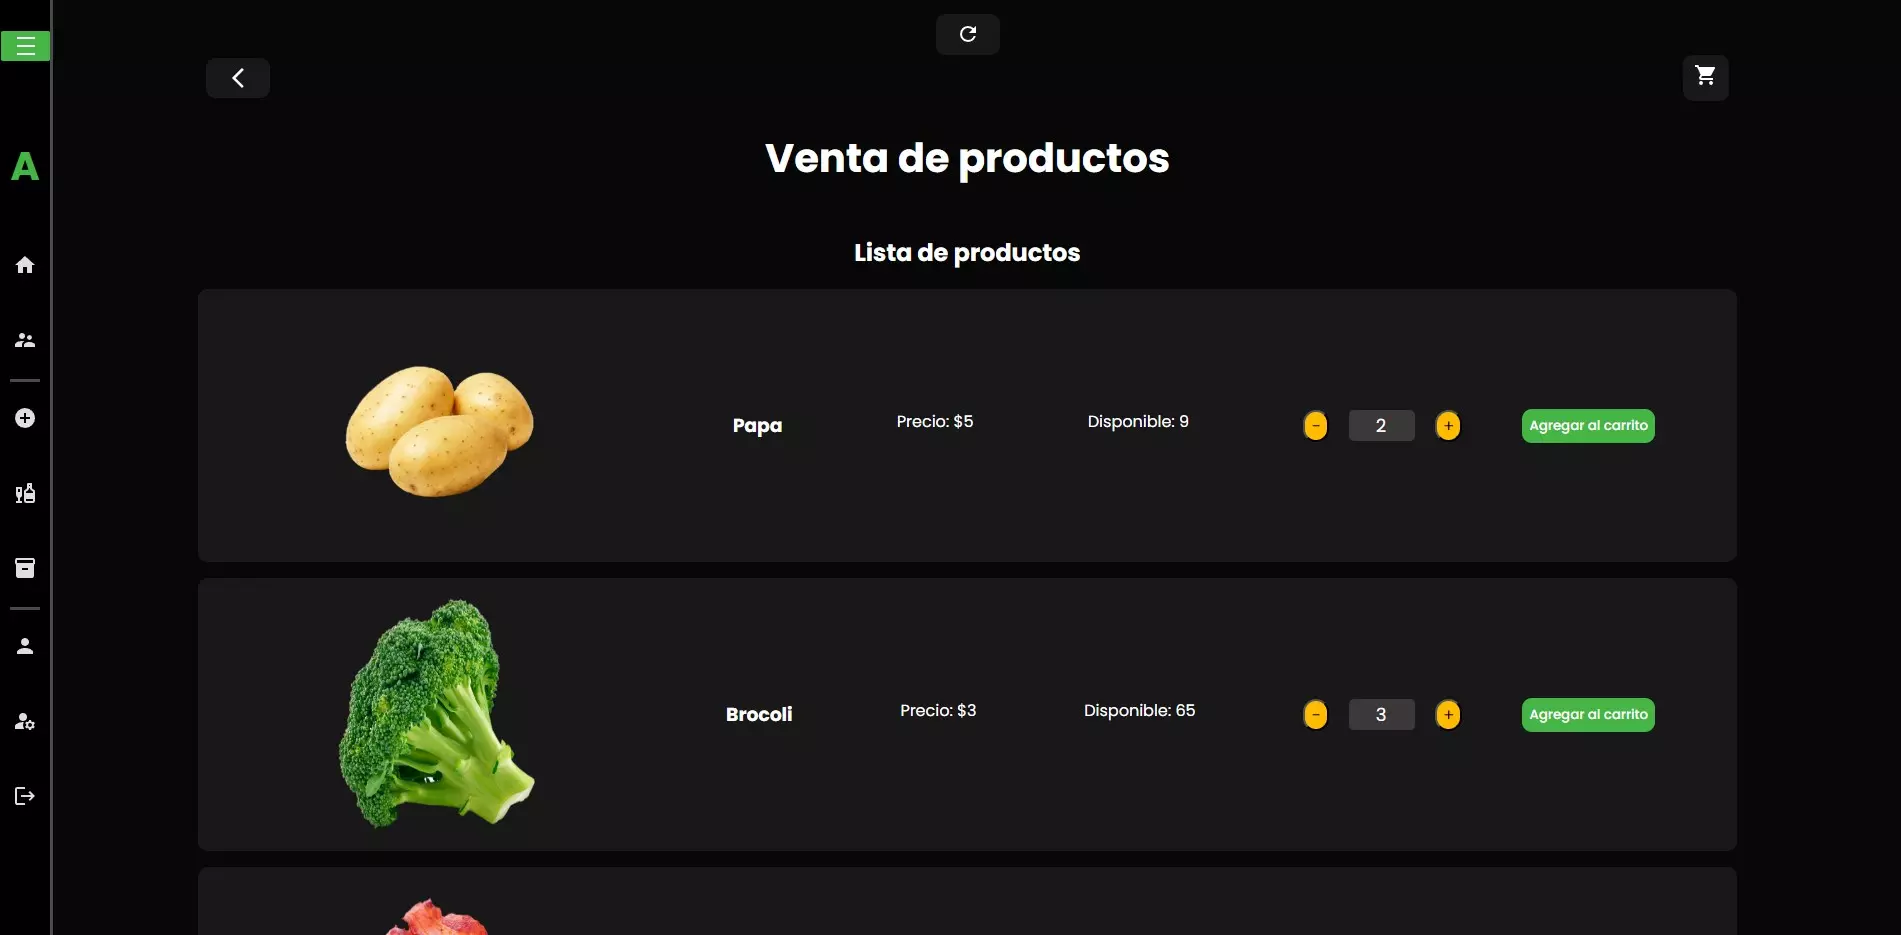 A
Venta de productos
Lista de productos
Papa Precio: $5 Disponible: 9 - 2 + Agregar al carrito
Brocoli Precio: $3 Disponible: 65 - 3 + Agregar al carrito